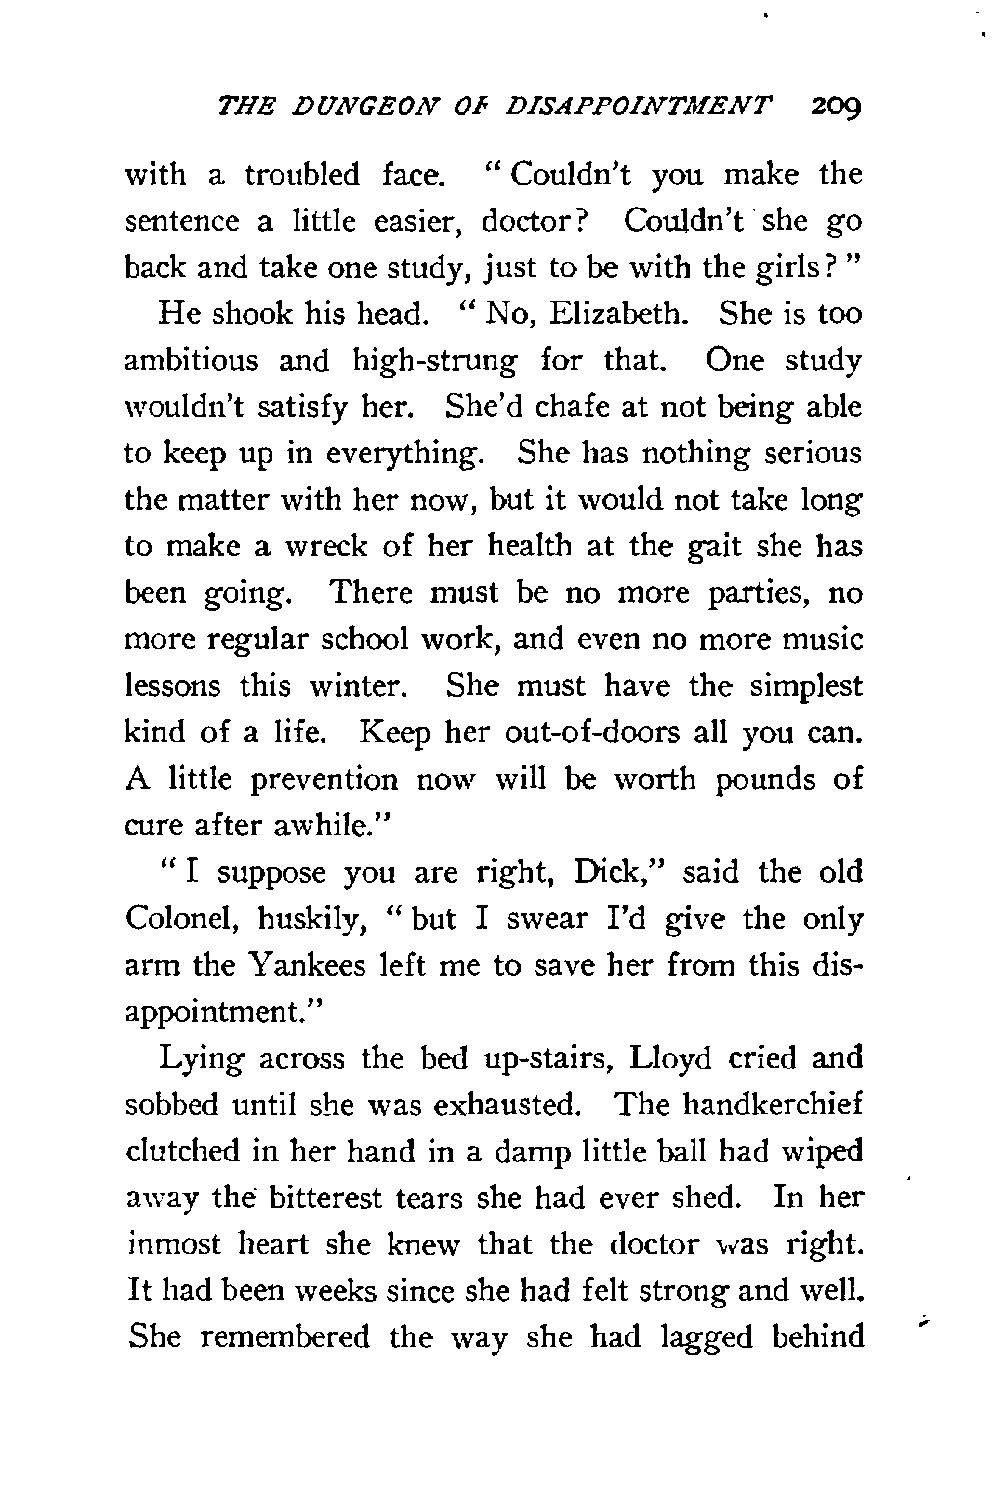 THE DUNGEON OF DISAPPOINTMENT 209
with a troubled face. " Couldn't you make the
sentence a little easier, doctor? Couldn't she go
back and take one study, just to be with the girls? "
He shook his head. " No, Elizabeth. She is too
ambitious and high-strung for that. One study
wouldn't satisfy her. She'd chafe at not being able
to keep up in everything. She has nothing serious
the matter with her now, but it would not take long
to make a wreck of her health at the gait she has
been going. There must be no more parties, no
more regular school work, and even no more music
lessons this winter. She must have the simplest
kind of a life. Keep her out-of-doors all you can.
A little prevention now will be worth pounds of
cure after awhile."
" I suppose you are right, Dick," said the old
Colonel, huskily, " but I swear I'd give the only
arm the Yankees left me to save her from this dis-
appointment."
Lying across the bed up-stairs, Lloyd cried and
sobbed until she was exhausted. The handkerchief
clutched in her hand in a damp little ball had wiped
away the bitterest tears she had ever shed. In her
inmost heart she knew that the doctor was right.
It had been weeks since she had felt strong and well.
She remembered the way she had lagged behind